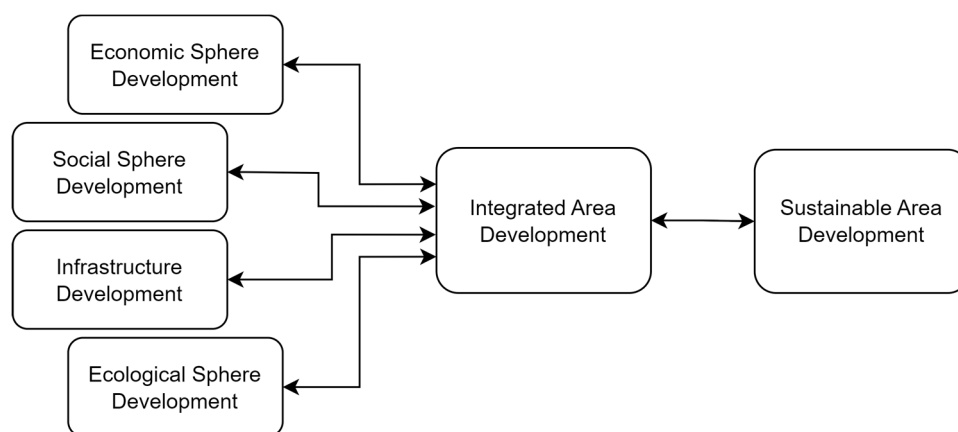 Economic Sphere
Development
Social Sphere
Development
Infrastructure
Development
Ecological Sphere
Development
Integrated Area
Development
Sustainable Area
Development